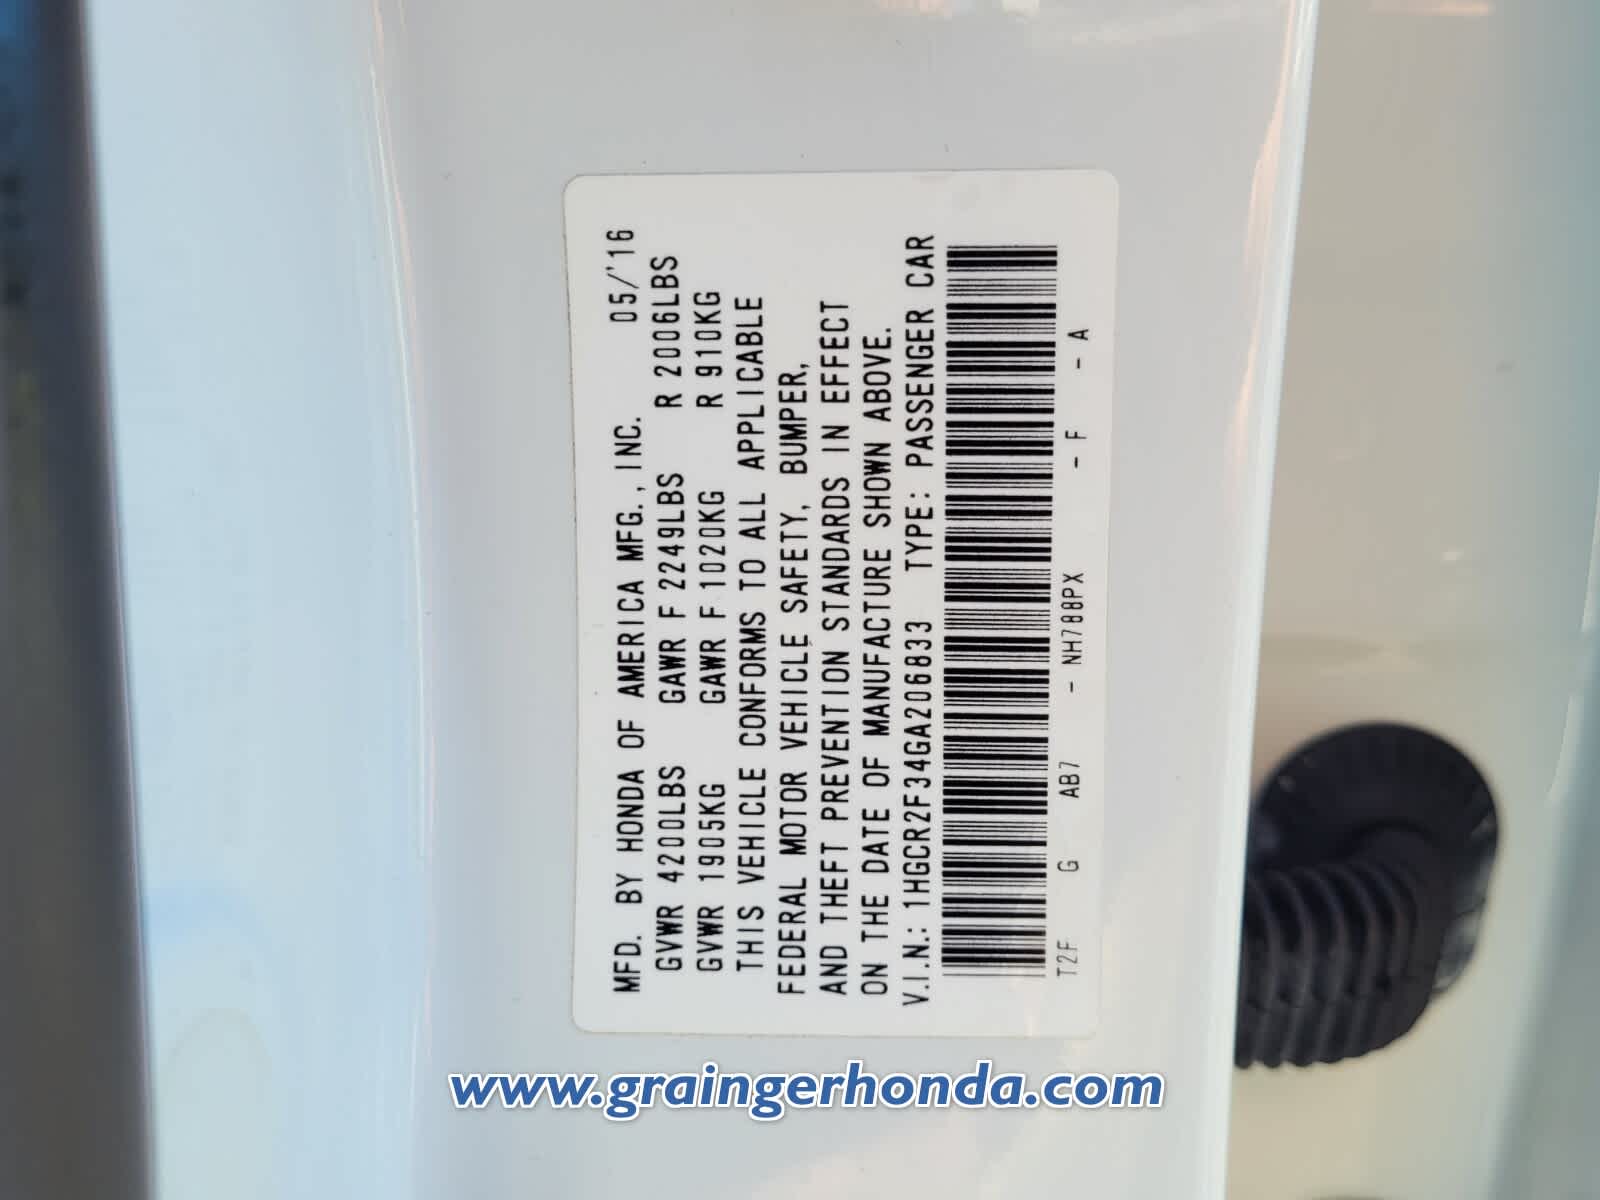 MFD. BY HONDA OF AMERICA MFG., INC. 05/'16
GVWR 4200LBS GAWR F 2249LBS R 2006LBS
GVWR 1905KG GAWR F 1020KG R 910KG
THIS VEHICLE CONFORMS TO ALL APPLICABLE
FEDERAL MOTOR VEHICLE SAFETY, BUMPER,
AND THEFT PREVENTION STANDARDS IN EFFECT
ON THE DATE OF MANUFACTURE SHOWN ABOVE.
V.I.N.: 1HGCR2F34GA206833 TYPE: PASSENGER CAR
T2F G AB7 - NH788PX - F - A
www.graingerhonda.com